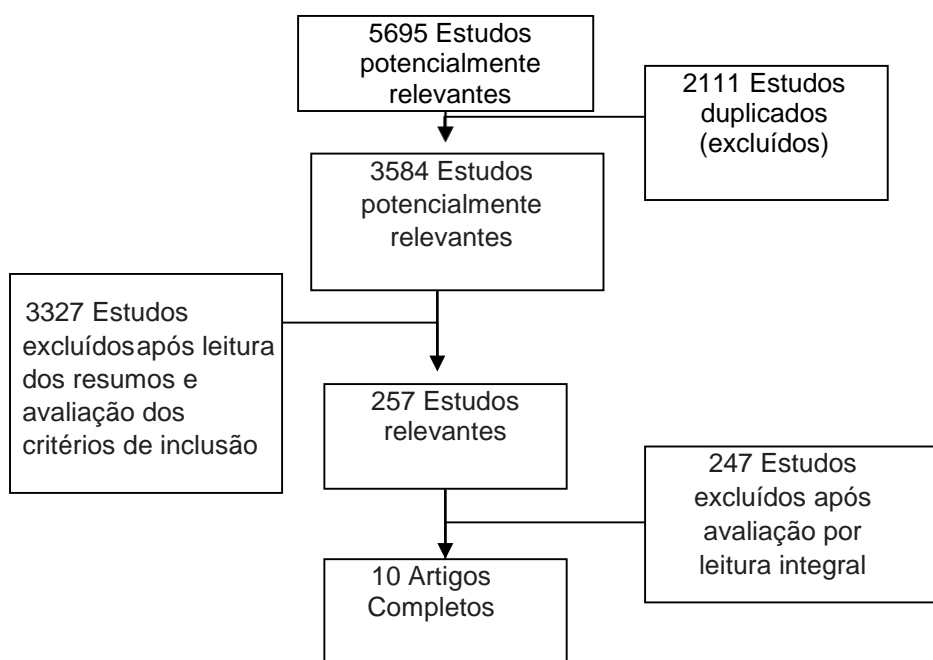 5695 Estudos
potencialmente
relevantes
2111 Estudos
duplicados
(excluídos)
3584 Estudos
potencialmente
relevantes
3327 Estudos
excluídosapós leitura
dos resumos e
avaliação dos
critérios de inclusão
257 Estudos
relevantes
247 Estudos
excluídos após
avaliação por
leitura integral
10 Artigos
Completos